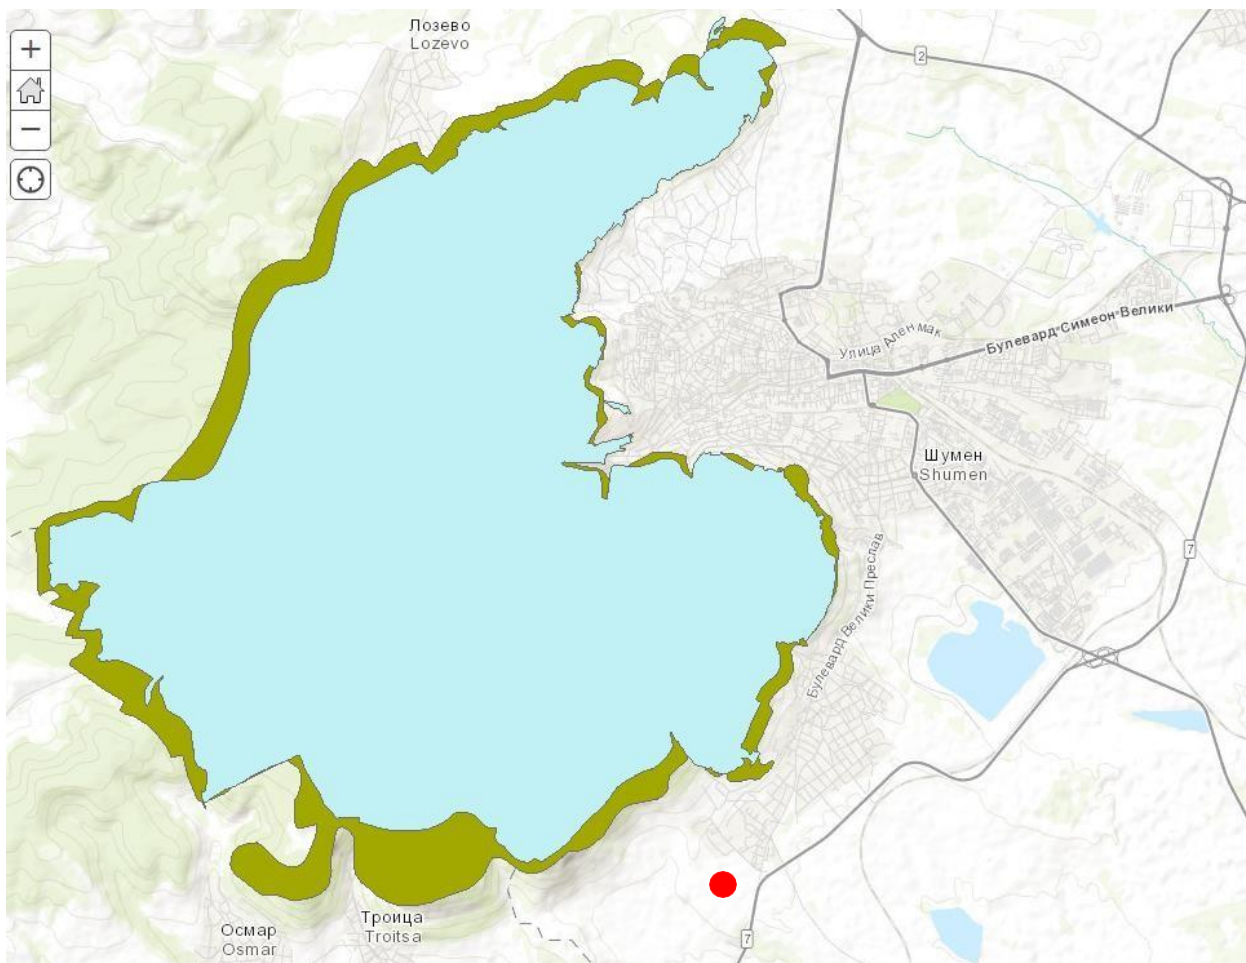 Лозево
Lozevo
+
−
2
Булевард Симеон Велики
Улица Ален мак
Шумен
Shumen
7
Булевард Велики Преслав
Осмар
Osmar
Троица
Troitsa
7